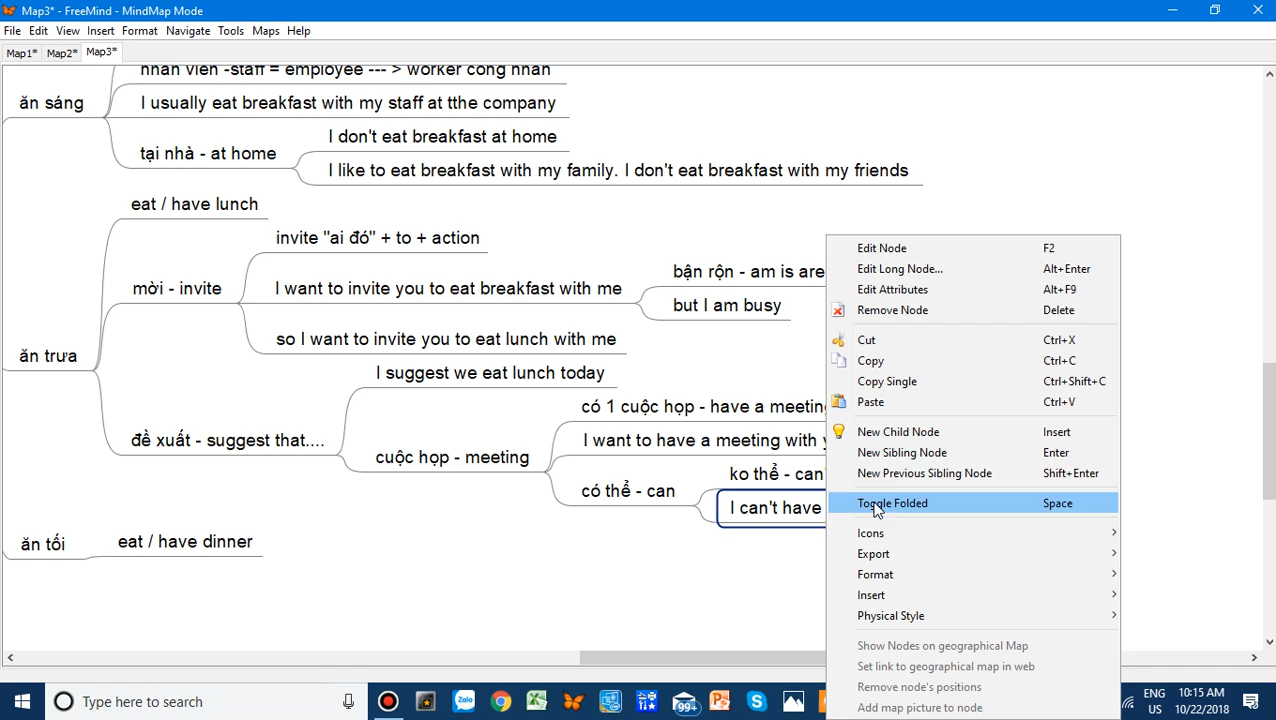 Map3* - FreeMind - MindMap Mode
File Edit View Insert Format Navigate Tools Maps Help
Map1* Map2* Map3*
nhân viên -staff = employee --- > worker công nhân
ăn sáng
I usually eat breakfast with my staff at tthe company
tại nhà - at home
I don't eat breakfast at home
I like to eat breakfast with my family. I don't eat breakfast with my friends
ăn trưa
eat / have lunch
mời - invite
invite "ai đó" + to + action
I want to invite you to eat breakfast with me
bận rộn - am is are
but I am busy
so I want to invite you to eat lunch with me
đề xuất - suggest that....
I suggest we eat lunch today
cuộc họp - meeting
có 1 cuộc họp - have a meeting
I want to have a meeting with
có thể - can
ko thể - can'
I can't have
ăn tối
eat / have dinner
Edit Node F2
Edit Long Node... Alt+Enter
Edit Attributes Alt+F9
Remove Node Delete
Cut Ctrl+X
Copy Ctrl+C
Copy Single Ctrl+Shift+C
Paste Ctrl+V
New Child Node Insert
New Sibling Node Enter
New Previous Sibling Node Shift+Enter
Toggle Folded Space
Icons
Export
Format
Insert
Physical Style
Show Nodes on geographical Map
Set link to geographical map in web
Remove node's positions
Add map picture to node
Type here to search
Zalo
99+
ENG
US
10:15 AM
10/22/2018